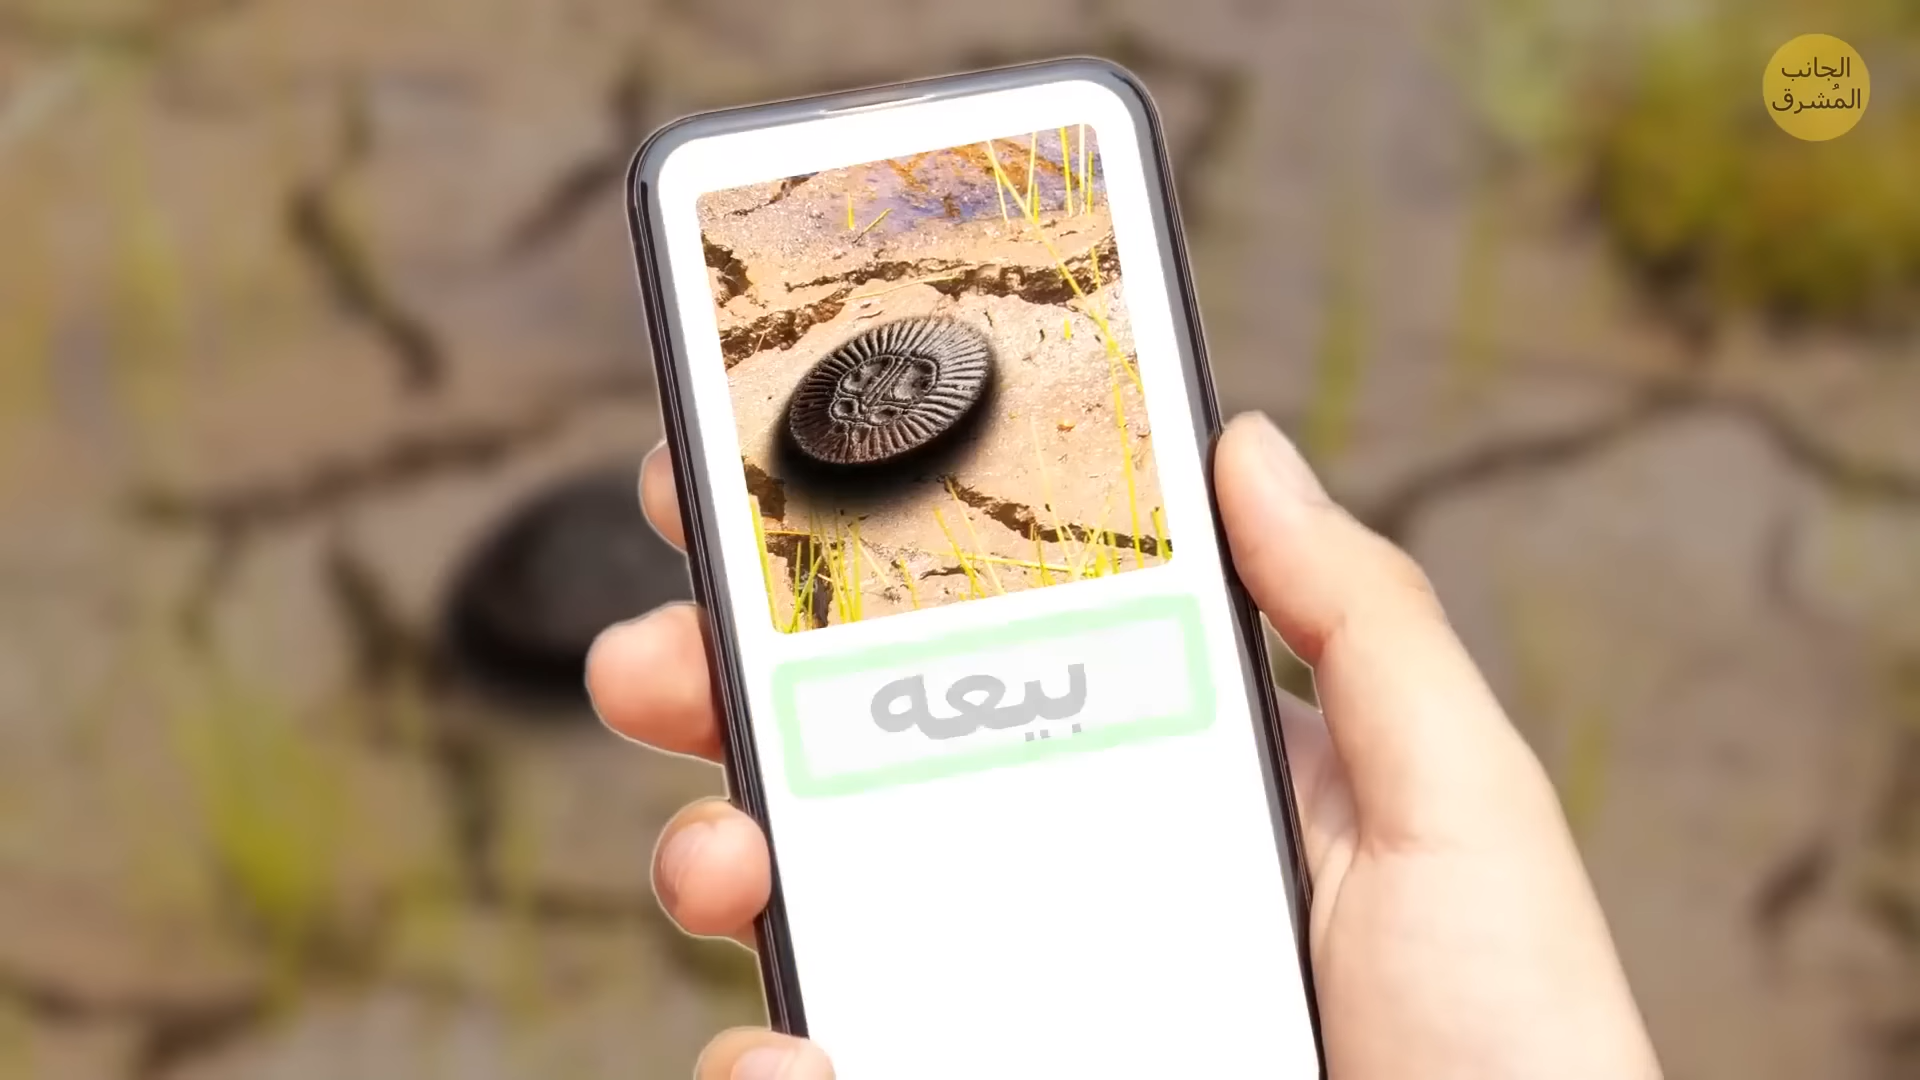 الجانب
المُشرق
بيعه